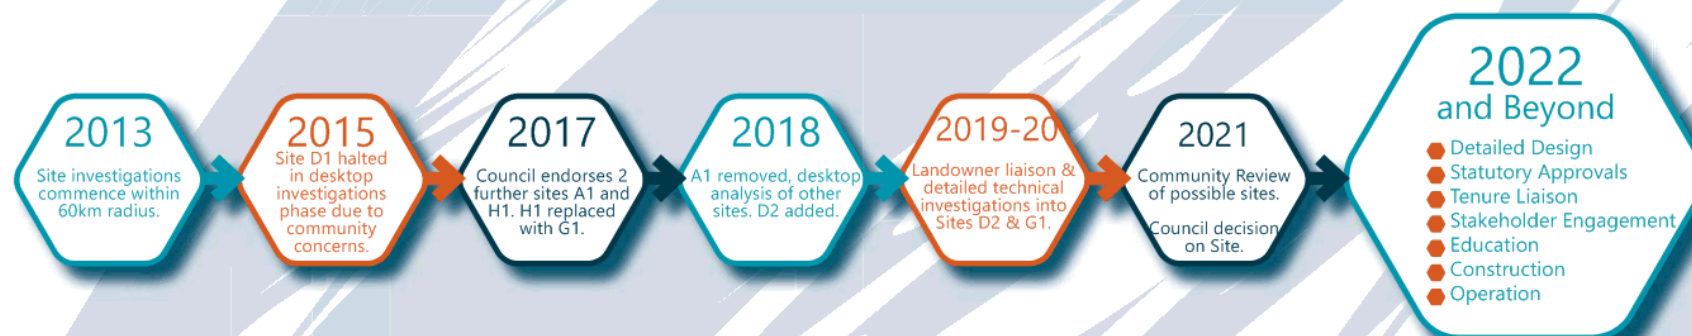 2013
Site investigations
commence within
60km radius.
2015
Site D1 halted
in desktop
investigations
phase due to
community
concerns.
2017
Council endorses 2
further sites A1 and
H1. H1 replaced
with G1.
2018
A1 removed, desktop
analysis of other
sites. D2 added.
2019-20
Landowner liaison &
detailed technical
investigations into
Sites D2 & G1.
2021
Community Review
of possible sites.
Council decision
on Site.
2022
and Beyond
Detailed Design
Statutory Approvals
Tenure Liaison
Stakeholder Engagement
Education
Construction
Operation